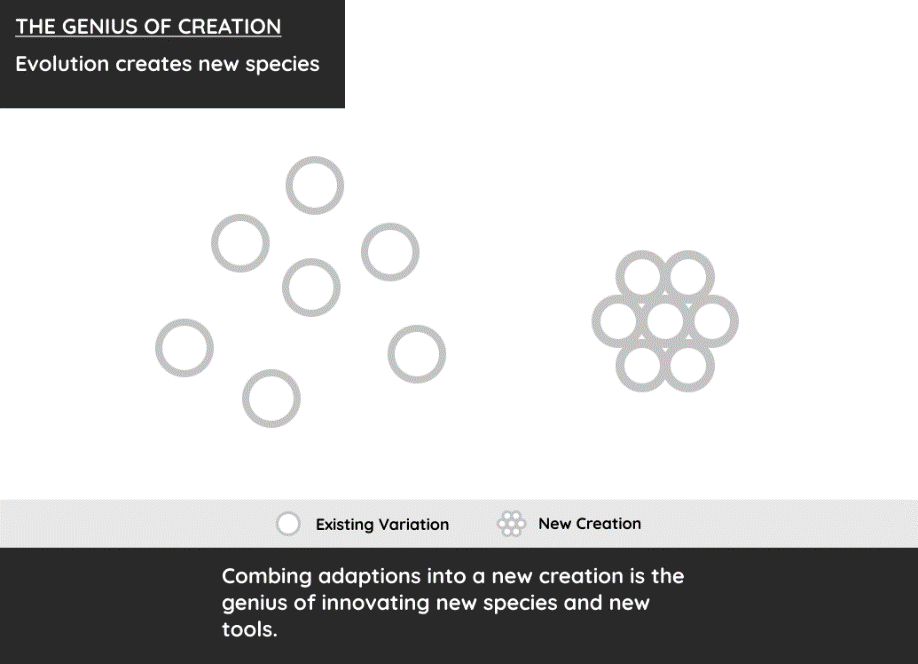 THE GENIUS OF CREATION
Evolution creates new species
Existing Variation
New Creation
Combing adaptions into a new creation is the
genius of innovating new species and new
tools.